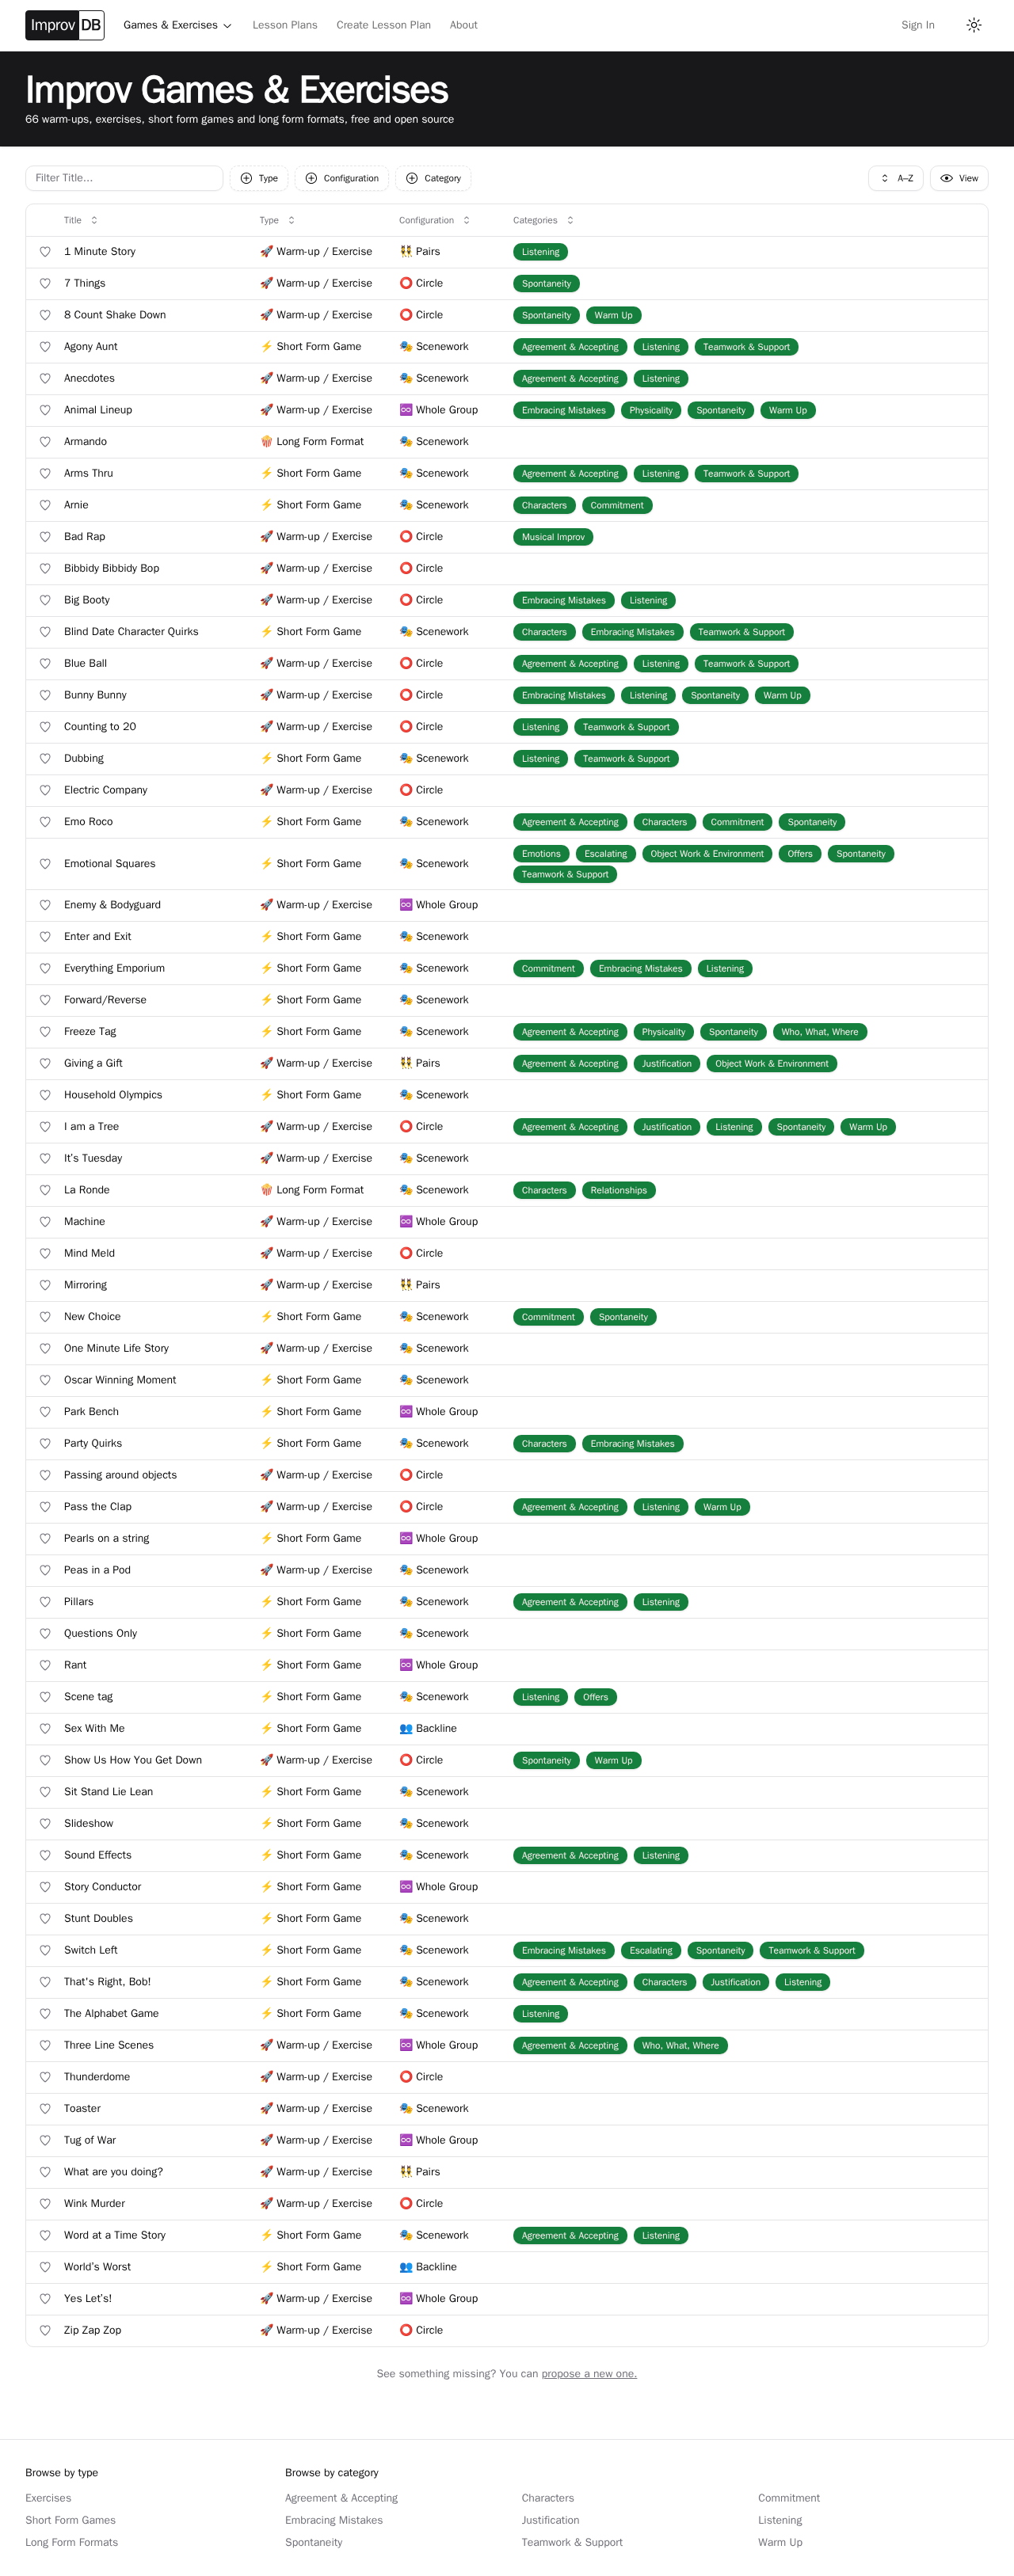 Improv DB Games & Exercises Lesson Plans Create Lesson Plan About Sign In
Improv Games & Exercises
66 warm-ups, exercises, short form games and long form formats, free and open source
Filter Title... Type Configuration Category A–Z View
Title Type Configuration Categories
1 Minute Story 🚀 Warm-up / Exercise 👯 Pairs Listening
7 Things 🚀 Warm-up / Exercise ⭕ Circle Spontaneity
8 Count Shake Down 🚀 Warm-up / Exercise ⭕ Circle Spontaneity Warm Up
Agony Aunt ⚡ Short Form Game 🎭 Scenework Agreement & Accepting Listening Teamwork & Support
Anecdotes 🚀 Warm-up / Exercise 🎭 Scenework Agreement & Accepting Listening
Animal Lineup 🚀 Warm-up / Exercise ♾️ Whole Group Embracing Mistakes Physicality Spontaneity Warm Up
Armando 🍿 Long Form Format 🎭 Scenework
Arms Thru ⚡ Short Form Game 🎭 Scenework Agreement & Accepting Listening Teamwork & Support
Arnie ⚡ Short Form Game 🎭 Scenework Characters Commitment
Bad Rap 🚀 Warm-up / Exercise ⭕ Circle Musical Improv
Bibbidy Bibbidy Bop 🚀 Warm-up / Exercise ⭕ Circle
Big Booty 🚀 Warm-up / Exercise ⭕ Circle Embracing Mistakes Listening
Blind Date Character Quirks ⚡ Short Form Game 🎭 Scenework Characters Embracing Mistakes Teamwork & Support
Blue Ball 🚀 Warm-up / Exercise ⭕ Circle Agreement & Accepting Listening Teamwork & Support
Bunny Bunny 🚀 Warm-up / Exercise ⭕ Circle Embracing Mistakes Listening Spontaneity Warm Up
Counting to 20 🚀 Warm-up / Exercise ⭕ Circle Listening Teamwork & Support
Dubbing ⚡ Short Form Game 🎭 Scenework Listening Teamwork & Support
Electric Company 🚀 Warm-up / Exercise ⭕ Circle
Emo Roco ⚡ Short Form Game 🎭 Scenework Agreement & Accepting Characters Commitment Spontaneity
Emotional Squares ⚡ Short Form Game 🎭 Scenework Emotions Escalating Object Work & Environment Offers Spontaneity
Teamwork & Support
Enemy & Bodyguard 🚀 Warm-up / Exercise ♾️ Whole Group
Enter and Exit ⚡ Short Form Game 🎭 Scenework
Everything Emporium ⚡ Short Form Game 🎭 Scenework Commitment Embracing Mistakes Listening
Forward/Reverse ⚡ Short Form Game 🎭 Scenework
Freeze Tag ⚡ Short Form Game 🎭 Scenework Agreement & Accepting Physicality Spontaneity Who, What, Where
Giving a Gift 🚀 Warm-up / Exercise 👯 Pairs Agreement & Accepting Justification Object Work & Environment
Household Olympics ⚡ Short Form Game 🎭 Scenework
I am a Tree 🚀 Warm-up / Exercise ⭕ Circle Agreement & Accepting Justification Listening Spontaneity Warm Up
It's Tuesday 🚀 Warm-up / Exercise 🎭 Scenework
La Ronde 🍿 Long Form Format 🎭 Scenework Characters Relationships
Machine 🚀 Warm-up / Exercise ♾️ Whole Group
Mind Meld 🚀 Warm-up / Exercise ⭕ Circle
Mirroring 🚀 Warm-up / Exercise 👯 Pairs
New Choice ⚡ Short Form Game 🎭 Scenework Commitment Spontaneity
One Minute Life Story 🚀 Warm-up / Exercise 🎭 Scenework
Oscar Winning Moment ⚡ Short Form Game 🎭 Scenework
Park Bench ⚡ Short Form Game ♾️ Whole Group
Party Quirks ⚡ Short Form Game 🎭 Scenework Characters Embracing Mistakes
Passing around objects 🚀 Warm-up / Exercise ⭕ Circle
Pass the Clap 🚀 Warm-up / Exercise ⭕ Circle Agreement & Accepting Listening Warm Up
Pearls on a string ⚡ Short Form Game ♾️ Whole Group
Peas in a Pod 🚀 Warm-up / Exercise 🎭 Scenework
Pillars ⚡ Short Form Game 🎭 Scenework Agreement & Accepting Listening
Questions Only ⚡ Short Form Game 🎭 Scenework
Rant ⚡ Short Form Game ♾️ Whole Group
Scene tag ⚡ Short Form Game 🎭 Scenework Listening Offers
Sex With Me ⚡ Short Form Game 👥 Backline
Show Us How You Get Down 🚀 Warm-up / Exercise ⭕ Circle Spontaneity Warm Up
Sit Stand Lie Lean ⚡ Short Form Game 🎭 Scenework
Slideshow ⚡ Short Form Game 🎭 Scenework
Sound Effects ⚡ Short Form Game 🎭 Scenework Agreement & Accepting Listening
Story Conductor ⚡ Short Form Game ♾️ Whole Group
Stunt Doubles ⚡ Short Form Game 🎭 Scenework
Switch Left ⚡ Short Form Game 🎭 Scenework Embracing Mistakes Escalating Spontaneity Teamwork & Support
That's Right, Bob! ⚡ Short Form Game 🎭 Scenework Agreement & Accepting Characters Justification Listening
The Alphabet Game ⚡ Short Form Game 🎭 Scenework Listening
Three Line Scenes 🚀 Warm-up / Exercise ♾️ Whole Group Agreement & Accepting Who, What, Where
Thunderdome 🚀 Warm-up / Exercise ⭕ Circle
Toaster 🚀 Warm-up / Exercise 🎭 Scenework
Tug of War 🚀 Warm-up / Exercise ♾️ Whole Group
What are you doing? 🚀 Warm-up / Exercise 👯 Pairs
Wink Murder 🚀 Warm-up / Exercise ⭕ Circle
Word at a Time Story ⚡ Short Form Game 🎭 Scenework Agreement & Accepting Listening
World's Worst ⚡ Short Form Game 👥 Backline
Yes Let's! 🚀 Warm-up / Exercise ♾️ Whole Group
Zip Zap Zop 🚀 Warm-up / Exercise ⭕ Circle
See something missing? You can propose a new one.
Browse by type Browse by category
Exercises Agreement & Accepting Characters Commitment
Short Form Games Embracing Mistakes Justification Listening
Long Form Formats Spontaneity Teamwork & Support Warm Up